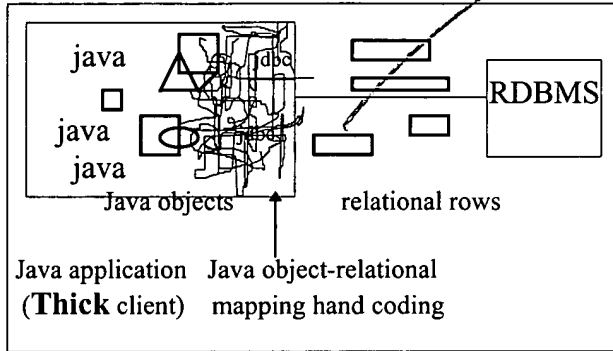 java
jdbc
RDBMS
java
jdbc
java
Java objects
relational rows
Java application
(Thick client)
Java object-relational
mapping hand coding